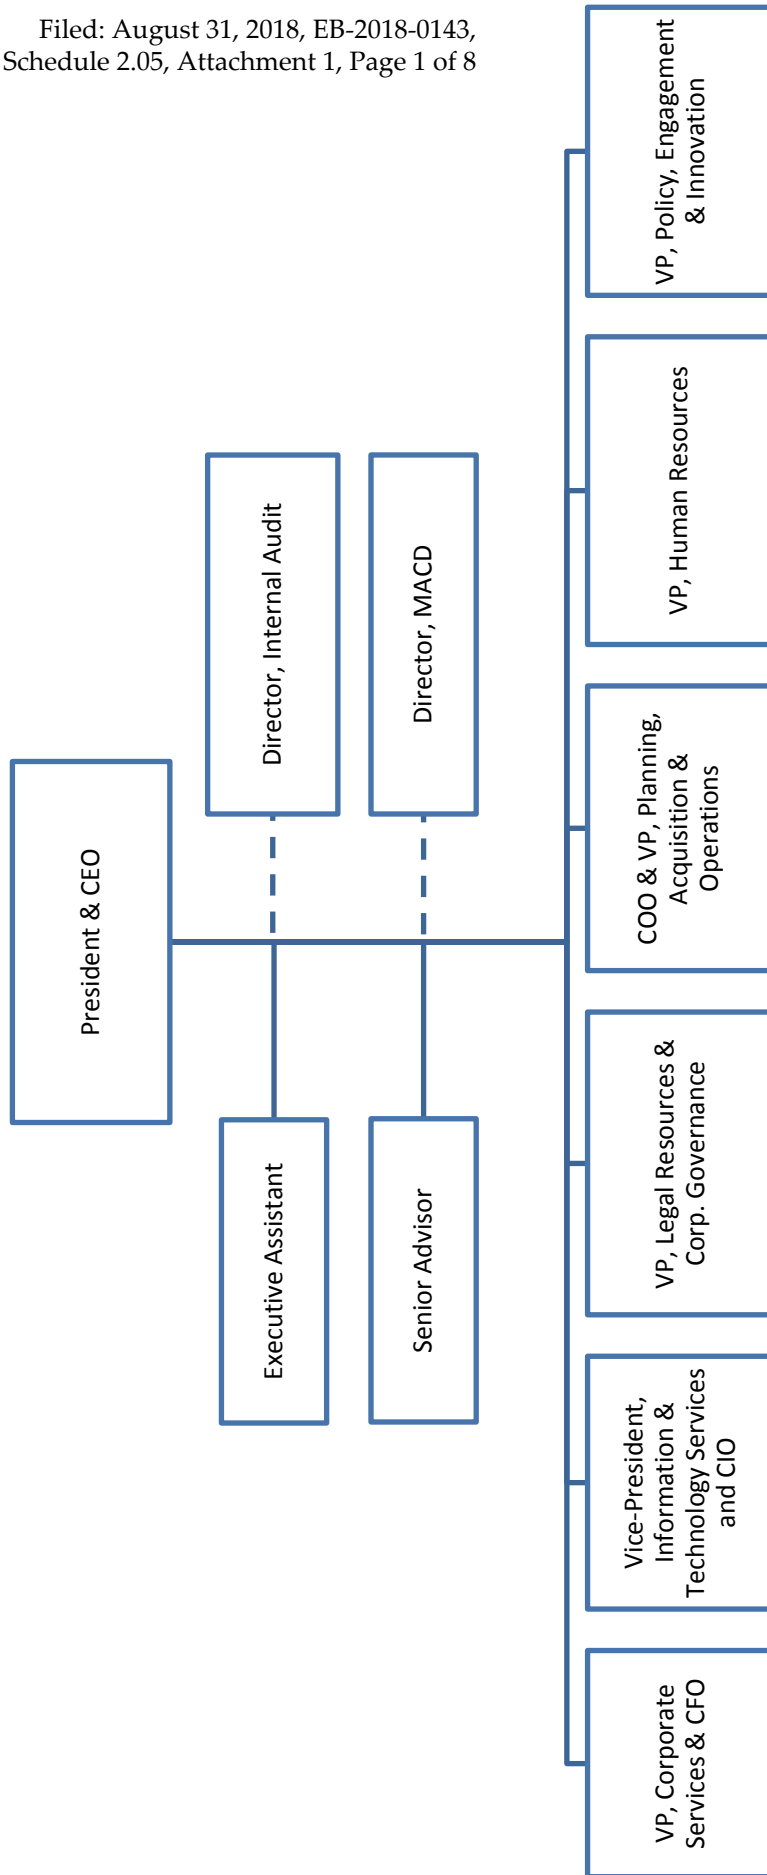 Filed: August 31, 2018, EB-2018-0143,
Schedule 2.05, Attachment 1, Page 1 of 8
President & CEO
Executive Assistant
Director, Internal Audit
Senior Advisor
Director, MACD
VP, Corporate
Services & CFO
Vice-President,
Information &
Technology Services
and CIO
VP, Legal Resources &
Corp. Governance
COO & VP, Planning,
Acquisition &
Operations
VP, Human Resources
VP, Policy, Engagement
& Innovation